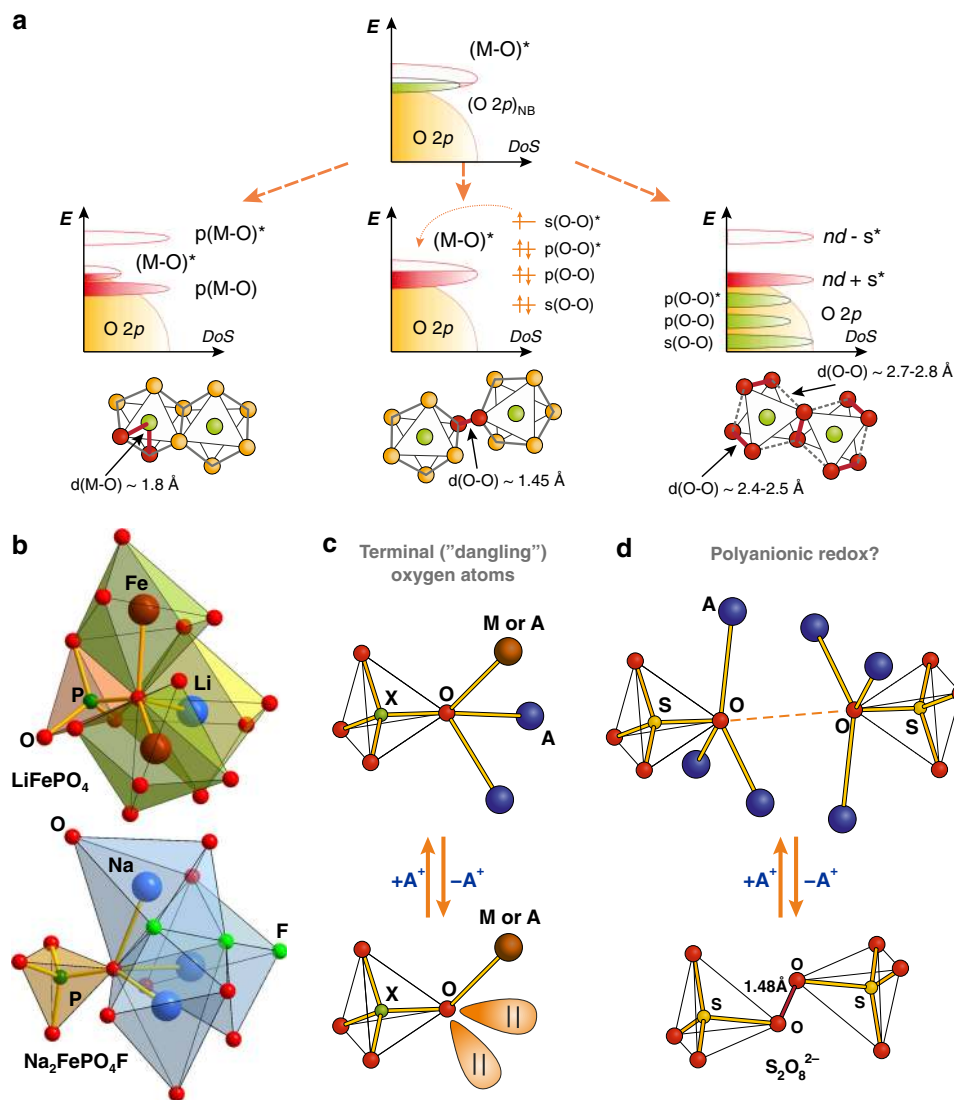 a
E
(M-O)*
(O 2p)NB
O 2p
DoS
E
p(M-O)*
(M-O)*
p(M-O)
O 2p
DoS
d(M-O) ~ 1.8 Å
E
(M-O)*
s(O-O)*
p(O-O)*
p(O-O)
s(O-O)
O 2p
DoS
d(O-O) ~ 1.45 Å
E
nd - s*
nd + s*
p(O-O)*
O 2p
p(O-O)
s(O-O)
DoS
d(O-O) ~ 2.7-2.8 Å
d(O-O) ~ 2.4-2.5 Å
b
Fe
Li
P
O
LiFePO4
O
Na
F
P
Na2FePO4F
c
Terminal ("dangling")
oxygen atoms
M or A
X
O
A
+A+
−A+
M or A
X
O
d
Polyanionic redox?
A
S
O
O
S
+A+
−A+
O
1.48Å
S
S
O
S2O8 2−